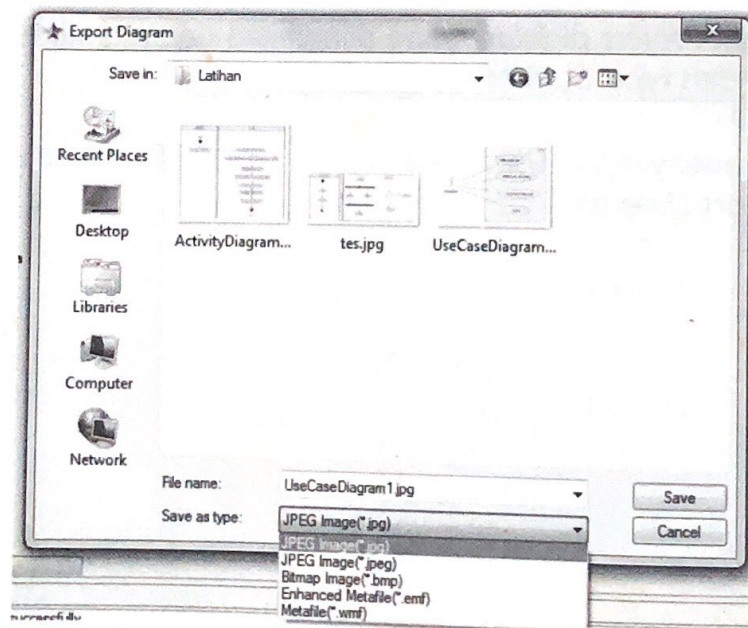 Export Diagram
Save in:
Latihan
Recent Places
Desktop
Libraries
Computer
Network
ActivityDiagram...
tes.jpg
UseCaseDiagram...
File name:
UseCaseDiagram1.jpg
Save
Save as type:
JPEG Image(*.jpg)
Cancel
JPEG Image(*.jpg)
JPEG Image(*.jpeg)
Bitmap Image(*.bmp)
Enhanced Metafile(*.emf)
Metafile(*.wmf)
successfully